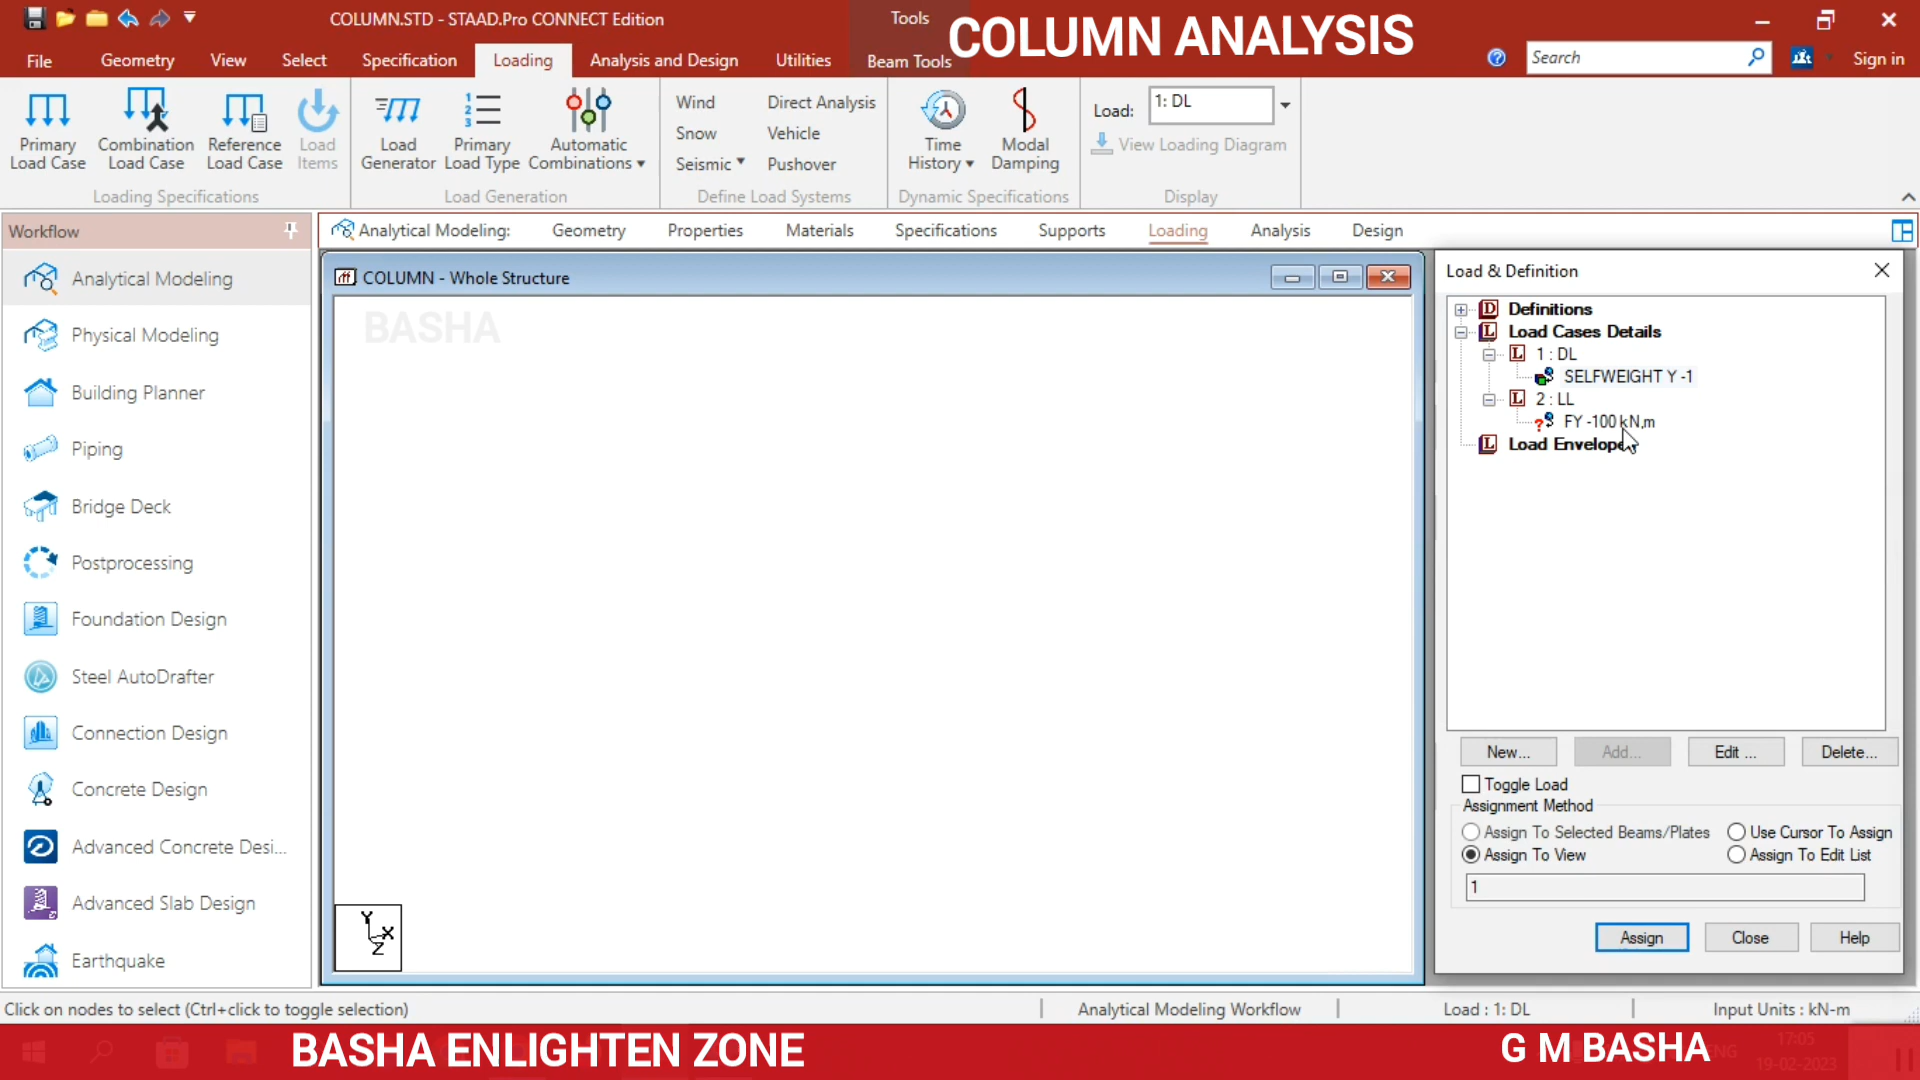 COLUMN.STD - STAAD.Pro CONNECT Edition
Tools
COLUMN ANALYSIS
File
Geometry
View
Select
Specification
Loading
Analysis and Design
Utilities
Beam Tools
Search
Sign in
Primary Load Case
Combination Load Case
Reference Load Case
Load Items
Loading Specifications
Load Generator
Primary Load Type
Automatic Combinations
Load Generation
Wind
Snow
Seismic
Direct Analysis
Vehicle
Pushover
Define Load Systems
Time History
Modal Damping
Dynamic Specifications
Load:
1: DL
View Loading Diagram
Display
Workflow
Analytical Modeling:
Geometry
Properties
Materials
Specifications
Supports
Loading
Analysis
Design
Analytical Modeling
Physical Modeling
Building Planner
Piping
Bridge Deck
Postprocessing
Foundation Design
Steel AutoDrafter
Connection Design
Concrete Design
Advanced Concrete Desi...
Advanced Slab Design
Earthquake
COLUMN - Whole Structure
BASHA
Y
X
Z
Load & Definition
Definitions
Load Cases Details
1 : DL
SELFWEIGHT Y -1
2 : LL
FY -100 kN,m
Load Envelope
New...
Add...
Edit ...
Delete...
Toggle Load
Assignment Method
Assign To Selected Beams/Plates
Use Cursor To Assign
Assign To View
Assign To Edit List
1
Assign
Close
Help
Click on nodes to select (Ctrl+click to toggle selection)
Analytical Modeling Workflow
Load : 1: DL
Input Units : kN-m
BASHA ENLIGHTEN ZONE
G M BASHA
17:05
19-02-2023